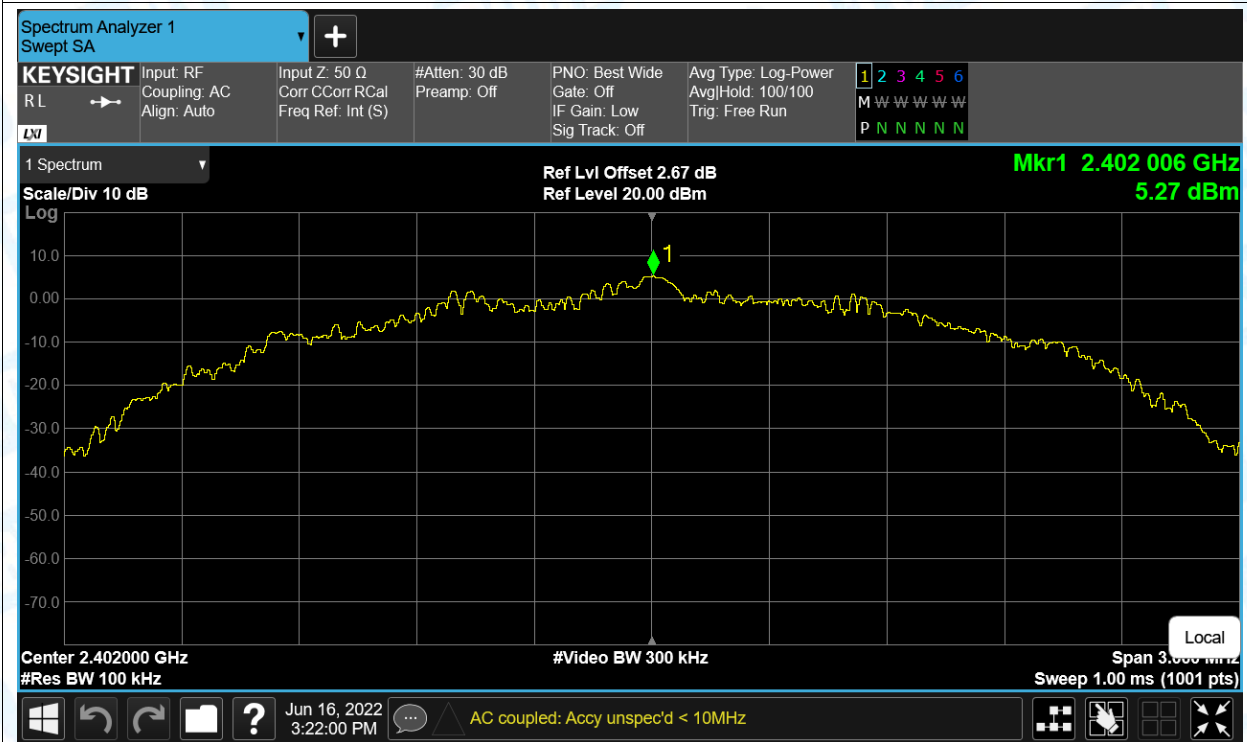 Spectrum Analyzer 1
Swept SA
KEYSIGHT
R L
LXI
Input: RF
Coupling: AC
Align: Auto
Input Z: 50 Ω
Corr CCorr RCal
Freq Ref: Int (S)
#Atten: 30 dB
Preamp: Off
PNO: Best Wide
Gate: Off
IF Gain: Low
Sig Track: Off
Avg Type: Log-Power
Avg|Hold: 100/100
Trig: Free Run
1 2 3 4 5 6
M W W W W W
P N N N N N
1 Spectrum
Scale/Div 10 dB
Log
Ref Lvl Offset 2.67 dB
Ref Level 20.00 dBm
Mkr1 2.402 006 GHz
5.27 dBm
1
10.0
0.00
-10.0
-20.0
-30.0
-40.0
-50.0
-60.0
-70.0
Local
Center 2.402000 GHz
#Video BW 300 kHz
Span
#Res BW 100 kHz
Sweep 1.00 ms (1001 pts)
?
Jun 16, 2022
3:22:00 PM
AC coupled: Accy unspec'd < 10MHz